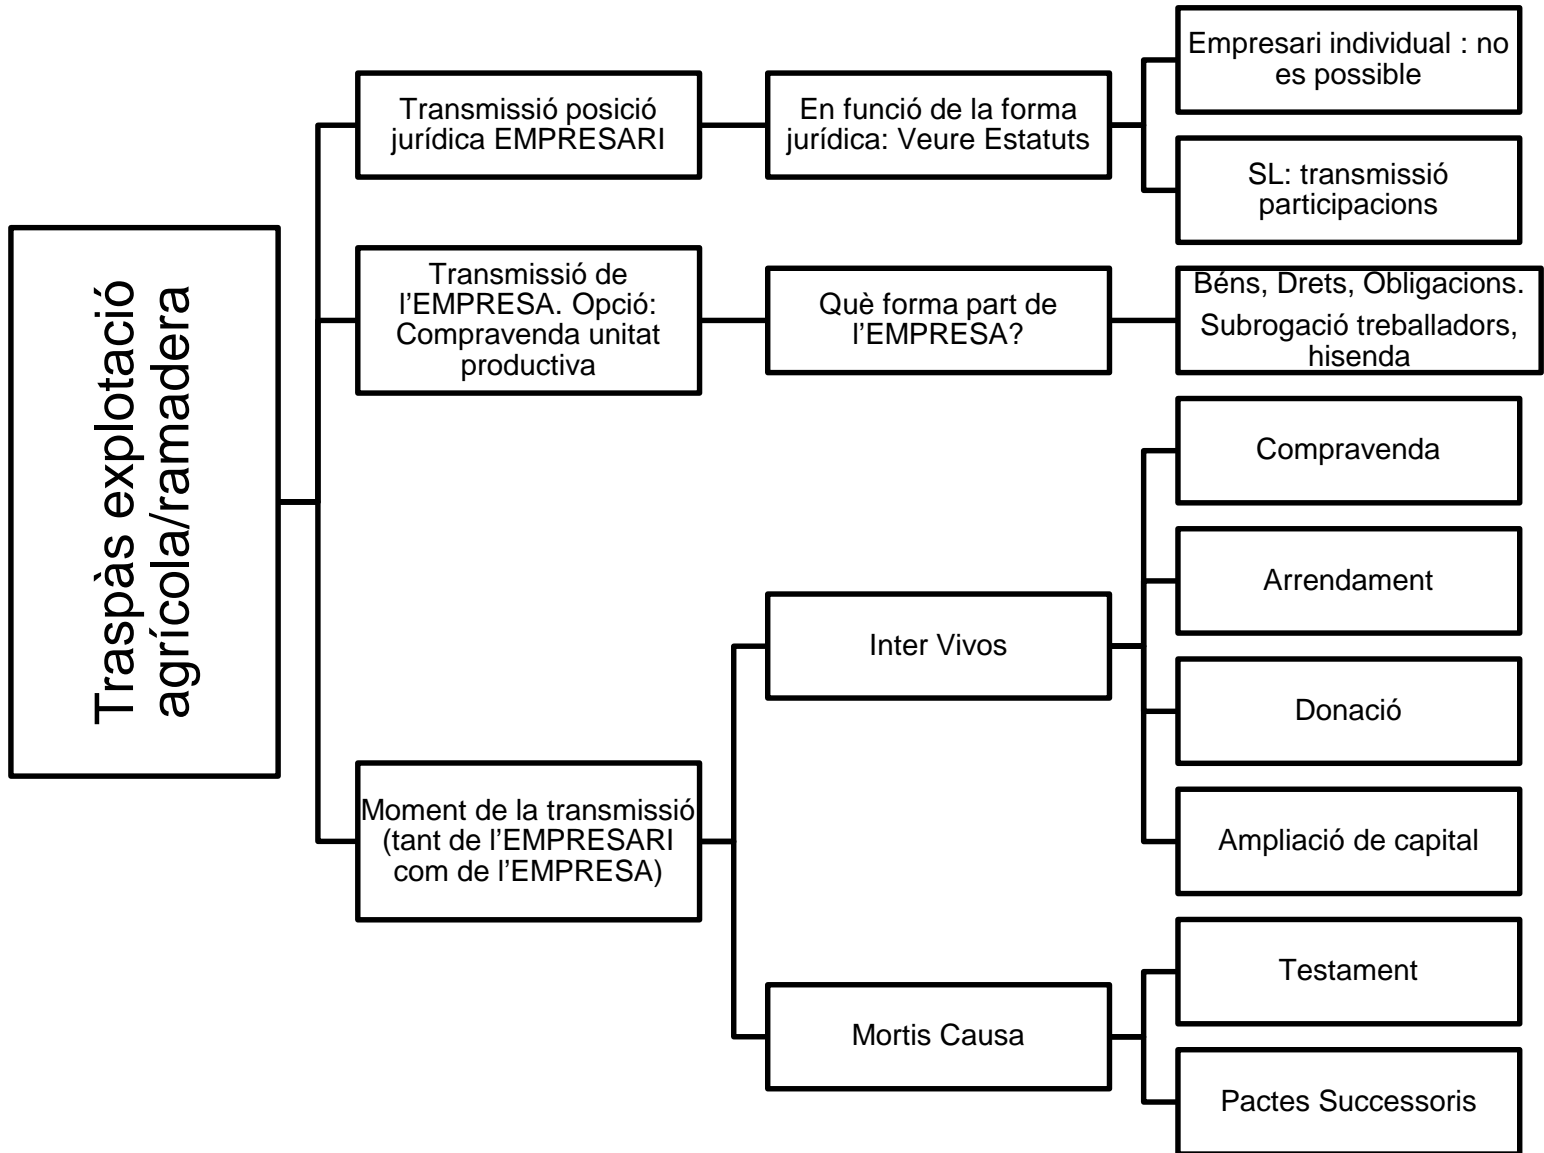 Traspàs explotació
agrícola/ramadera
Transmissió posició
jurídica EMPRESARI
En funció de la forma
jurídica: Veure Estatuts
Empresari individual : no
es possible
SL: transmissió
participacions
Transmissió de
l’EMPRESA. Opció:
Compravenda unitat
productiva
Què forma part de
l’EMPRESA?
Béns, Drets, Obligacions.
Subrogació treballadors,
hisenda
Moment de la transmissió
(tant de l’EMPRESARI
com de l’EMPRESA)
Inter Vivos
Compravenda
Arrendament
Donació
Ampliació de capital
Mortis Causa
Testament
Pactes Successoris